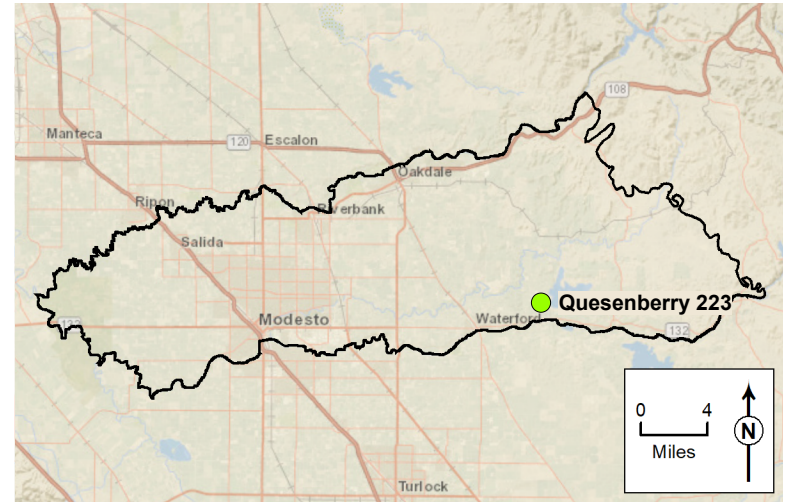 108
Manteca
120
Escalon
Oakdale
Ripon
Riverbank
Salida
Quesenberry 223
132
Modesto
Waterford
132
0 4
Miles
N
Turlock